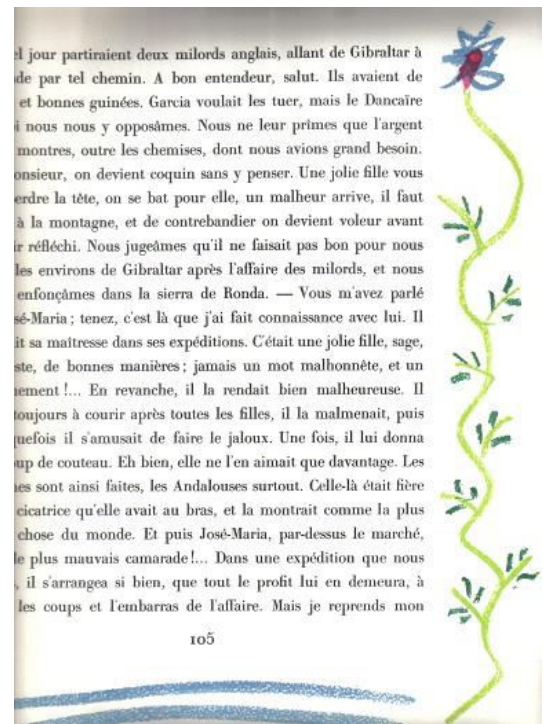 el jour partiraient deux milords anglais, allant de Gibraltar à
de par tel chemin. A bon entendeur, salut. Ils avaient de
et bonnes guinées. Garcia voulait les tuer, mais le Dancaïre
i nous nous y opposâmes. Nous ne leur prîmes que l'argent
montres, outre les chemises, dont nous avions grand besoin.
onsieur, on devient coquin sans y penser. Une jolie fille vous
erdre la tête, on se bat pour elle, un malheur arrive, il faut
à la montagne, et de contrebandier on devient voleur avant
ir réfléchi. Nous jugeâmes qu'il ne faisait pas bon pour nous
les environs de Gibraltar après l'affaire des milords, et nous
enfonçâmes dans la sierra de Ronda. — Vous m'avez parlé
sé-Maria ; tenez, c'est là que j'ai fait connaissance avec lui. Il
it sa maîtresse dans ses expéditions. C'était une jolie fille, sage,
ste, de bonnes manières ; jamais un mot malhonnête, et un
nement !... En revanche, il la rendait bien malheureuse. Il
toujours à courir après toutes les filles, il la malmenait, puis
quefois il s'amusait de faire le jaloux. Une fois, il lui donna
up de couteau. Eh bien, elle ne l'en aimait que davantage. Les
es sont ainsi faites, les Andalouses surtout. Celle-là était fière
cicatrice qu'elle avait au bras, et la montrait comme la plus
chose du monde. Et puis José-Maria, par-dessus le marché,
le plus mauvais camarade !... Dans une expédition que nous
, il s'arrangea si bien, que tout le profit lui en demeura, à
les coups et l'embarras de l'affaire. Mais je reprends mon
105